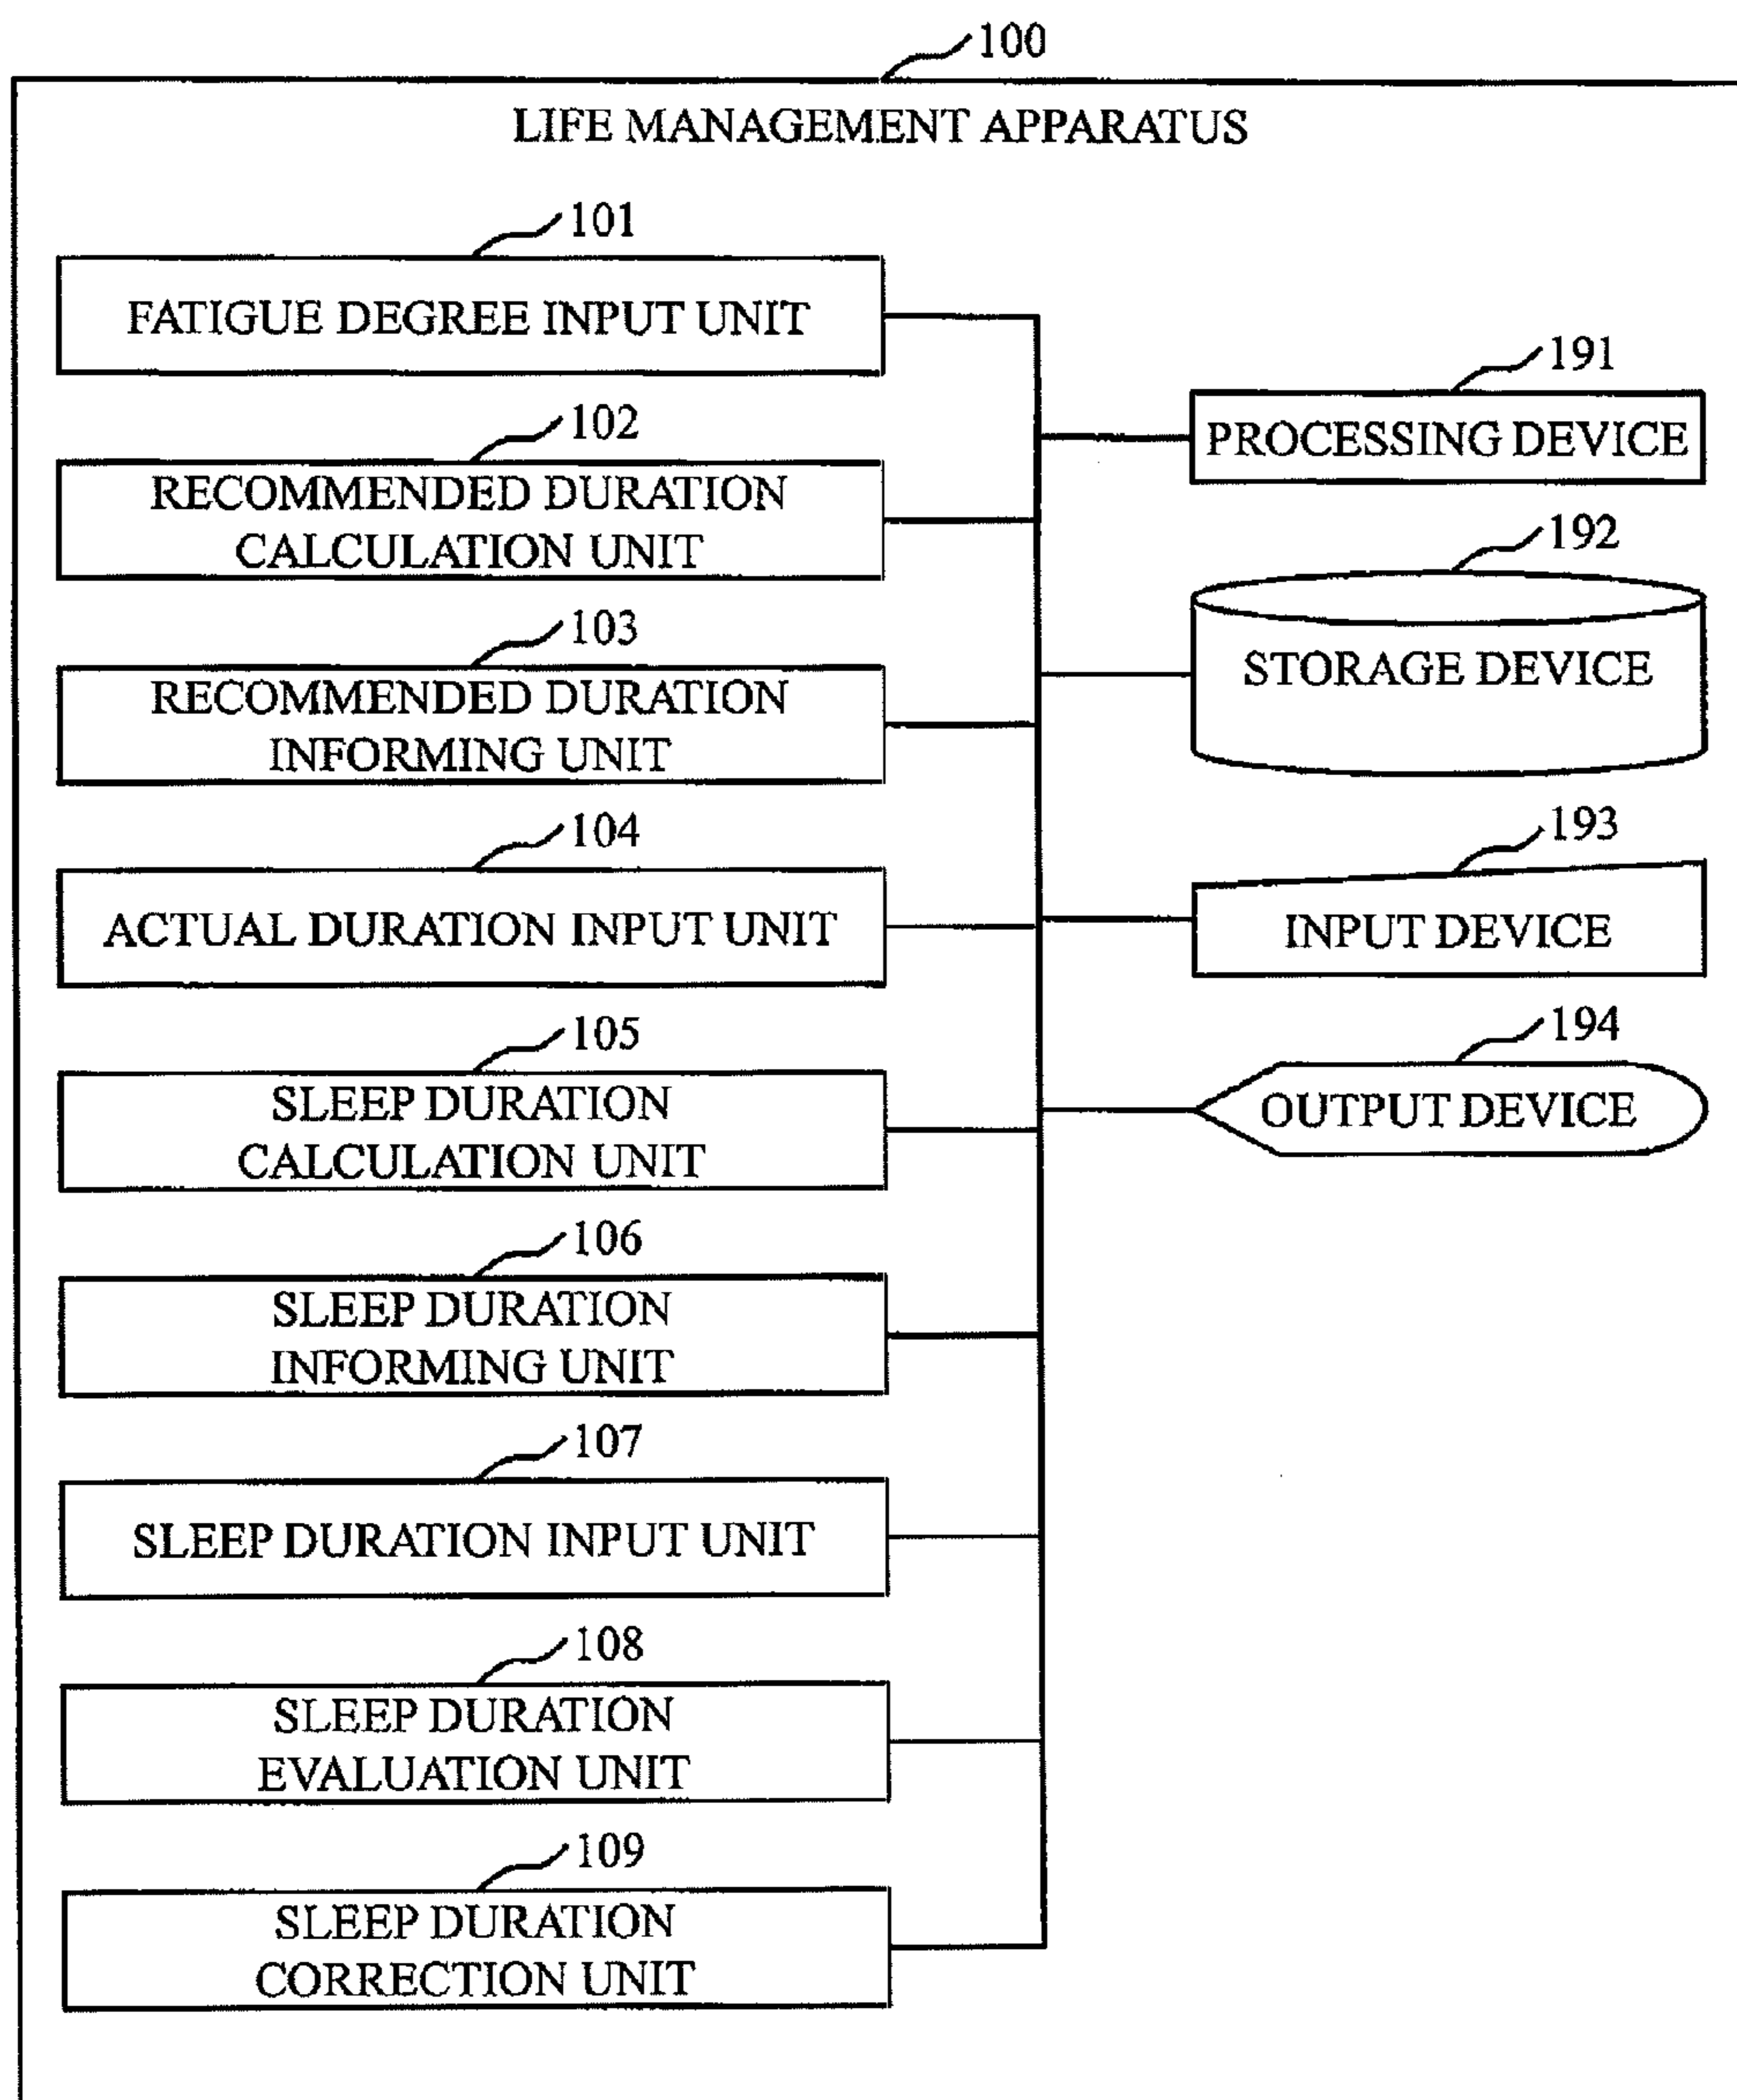 100
LIFE MANAGEMENT APPARATUS
101
FATIGUE DEGREE INPUT UNIT
102
RECOMMENDED DURATION
CALCULATION UNIT
103
RECOMMENDED DURATION
INFORMING UNIT
104
ACTUAL DURATION INPUT UNIT
105
SLEEP DURATION
CALCULATION UNIT
106
SLEEP DURATION
INFORMING UNIT
107
SLEEP DURATION INPUT UNIT
108
SLEEP DURATION
EVALUATION UNIT
109
SLEEP DURATION
CORRECTION UNIT
191
PROCESSING DEVICE
192
STORAGE DEVICE
193
INPUT DEVICE
194
OUTPUT DEVICE